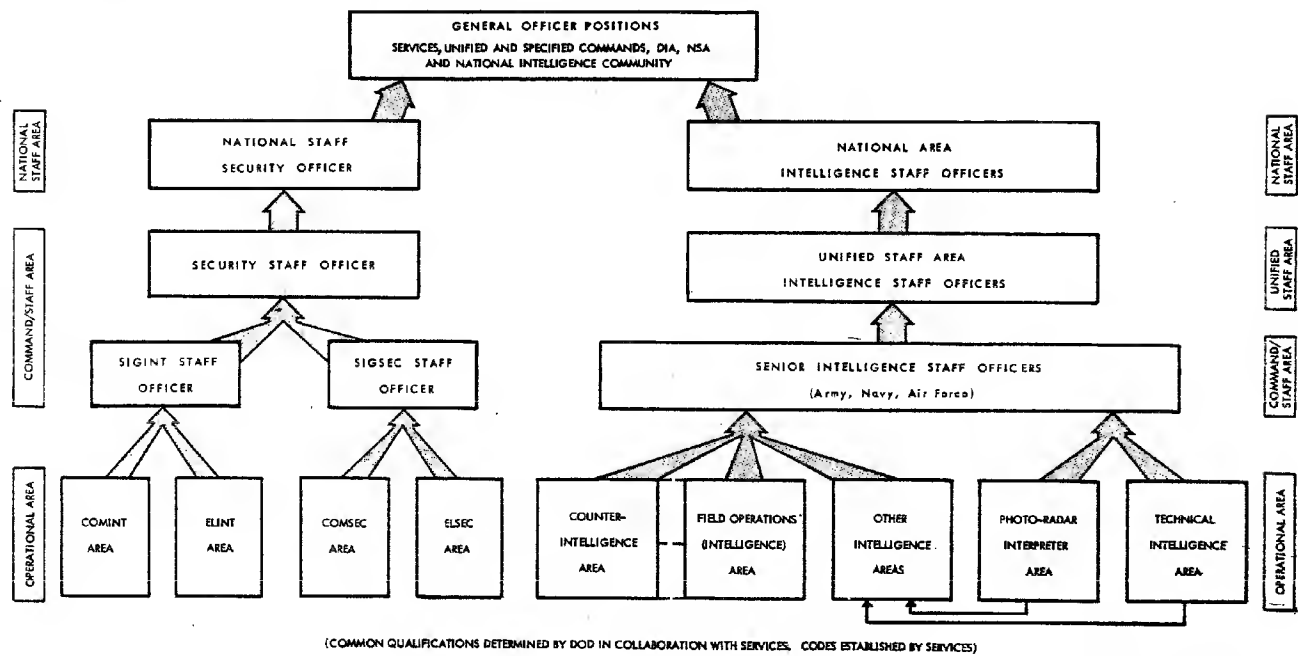 GENERAL OFFICER POSITIONS
SERVICES, UNIFIED AND SPECIFIED COMMANDS, DIA, NSA
AND NATIONAL INTELLIGENCE COMMUNITY
NATIONAL
STAFF AREA
NATIONAL STAFF
SECURITY OFFICER
NATIONAL AREA
INTELLIGENCE STAFF OFFICERS
NATIONAL
STAFF AREA
COMMAND/STAFF AREA
SECURITY STAFF OFFICER
UNIFIED STAFF AREA
INTELLIGENCE STAFF OFFICERS
UNIFIED
STAFF AREA
SIGINT STAFF
OFFICER
SIGSEC STAFF
OFFICER
SENIOR INTELLIGENCE STAFF OFFICERS
(Army, Navy, Air Force)
COMMAND/
STAFF AREA
OPERATIONAL AREA
COMINT
AREA
ELINT
AREA
COMSEC
AREA
ELSEC
AREA
COUNTER-
INTELLIGENCE
AREA
FIELD OPERATIONS
(INTELLIGENCE)
AREA
OTHER
INTELLIGENCE
AREAS
PHOTO-RADAR
INTERPRETER
AREA
TECHNICAL
INTELLIGENCE
AREA
OPERATIONAL AREA
(COMMON QUALIFICATIONS DETERMINED BY DOD IN COLLABORATION WITH SERVICES. CODES ESTABLISHED BY SERVICES)